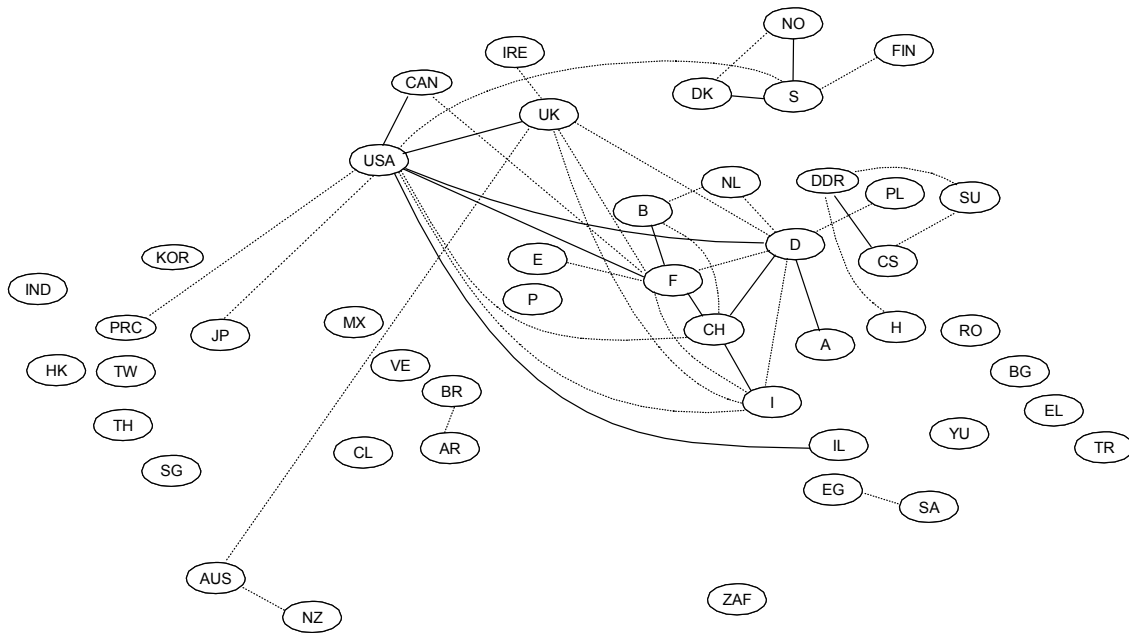 NO
IRE
FIN
CAN
DK
S
UK
USA
NL
DDR
PL
SU
B
D
KOR
E
F
CS
IND
P
PRC
JP
MX
CH
A
H
RO
HK
TW
VE
BR
BG
I
EL
TH
CL
AR
IL
YU
TR
SG
EG
SA
AUS
NZ
ZAF